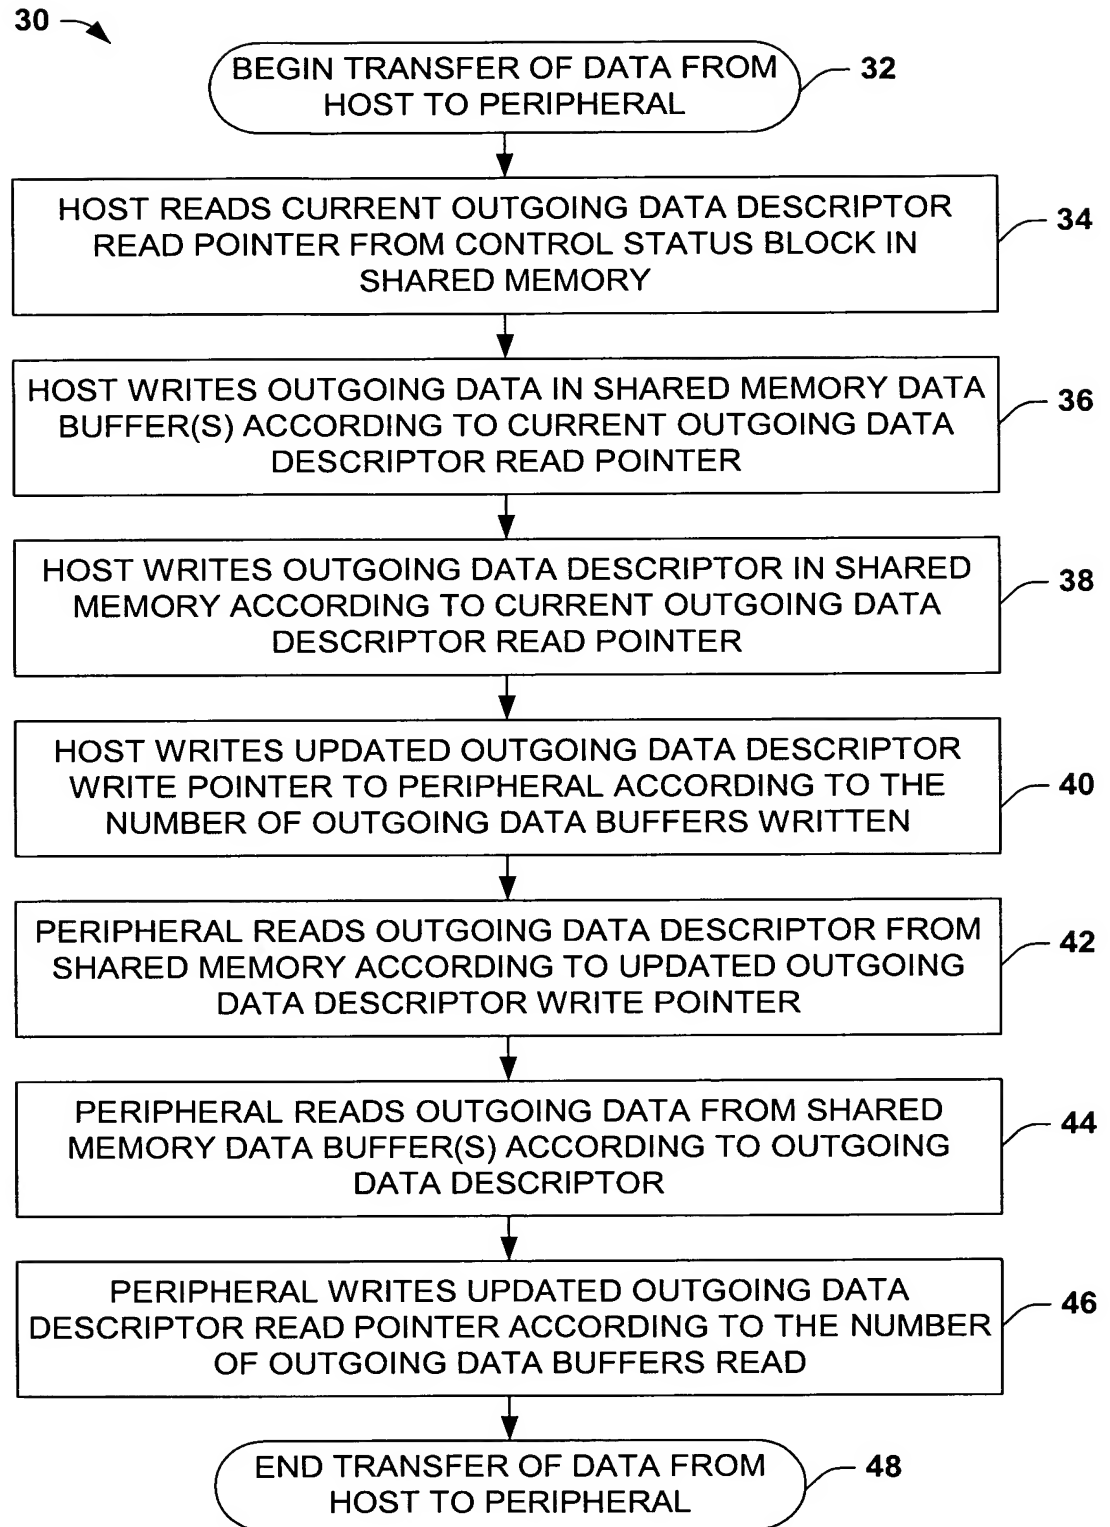 30
BEGIN TRANSFER OF DATA FROM
HOST TO PERIPHERAL
32
HOST READS CURRENT OUTGOING DATA DESCRIPTOR
READ POINTER FROM CONTROL STATUS BLOCK IN
SHARED MEMORY
34
HOST WRITES OUTGOING DATA IN SHARED MEMORY DATA
BUFFER(S) ACCORDING TO CURRENT OUTGOING DATA
DESCRIPTOR READ POINTER
36
HOST WRITES OUTGOING DATA DESCRIPTOR IN SHARED
MEMORY ACCORDING TO CURRENT OUTGOING DATA
DESCRIPTOR READ POINTER
38
HOST WRITES UPDATED OUTGOING DATA DESCRIPTOR
WRITE POINTER TO PERIPHERAL ACCORDING TO THE
NUMBER OF OUTGOING DATA BUFFERS WRITTEN
40
PERIPHERAL READS OUTGOING DATA DESCRIPTOR FROM
SHARED MEMORY ACCORDING TO UPDATED OUTGOING
DATA DESCRIPTOR WRITE POINTER
42
PERIPHERAL READS OUTGOING DATA FROM SHARED
MEMORY DATA BUFFER(S) ACCORDING TO OUTGOING
DATA DESCRIPTOR
44
PERIPHERAL WRITES UPDATED OUTGOING DATA
DESCRIPTOR READ POINTER ACCORDING TO THE NUMBER
OF OUTGOING DATA BUFFERS READ
46
END TRANSFER OF DATA FROM
HOST TO PERIPHERAL
48